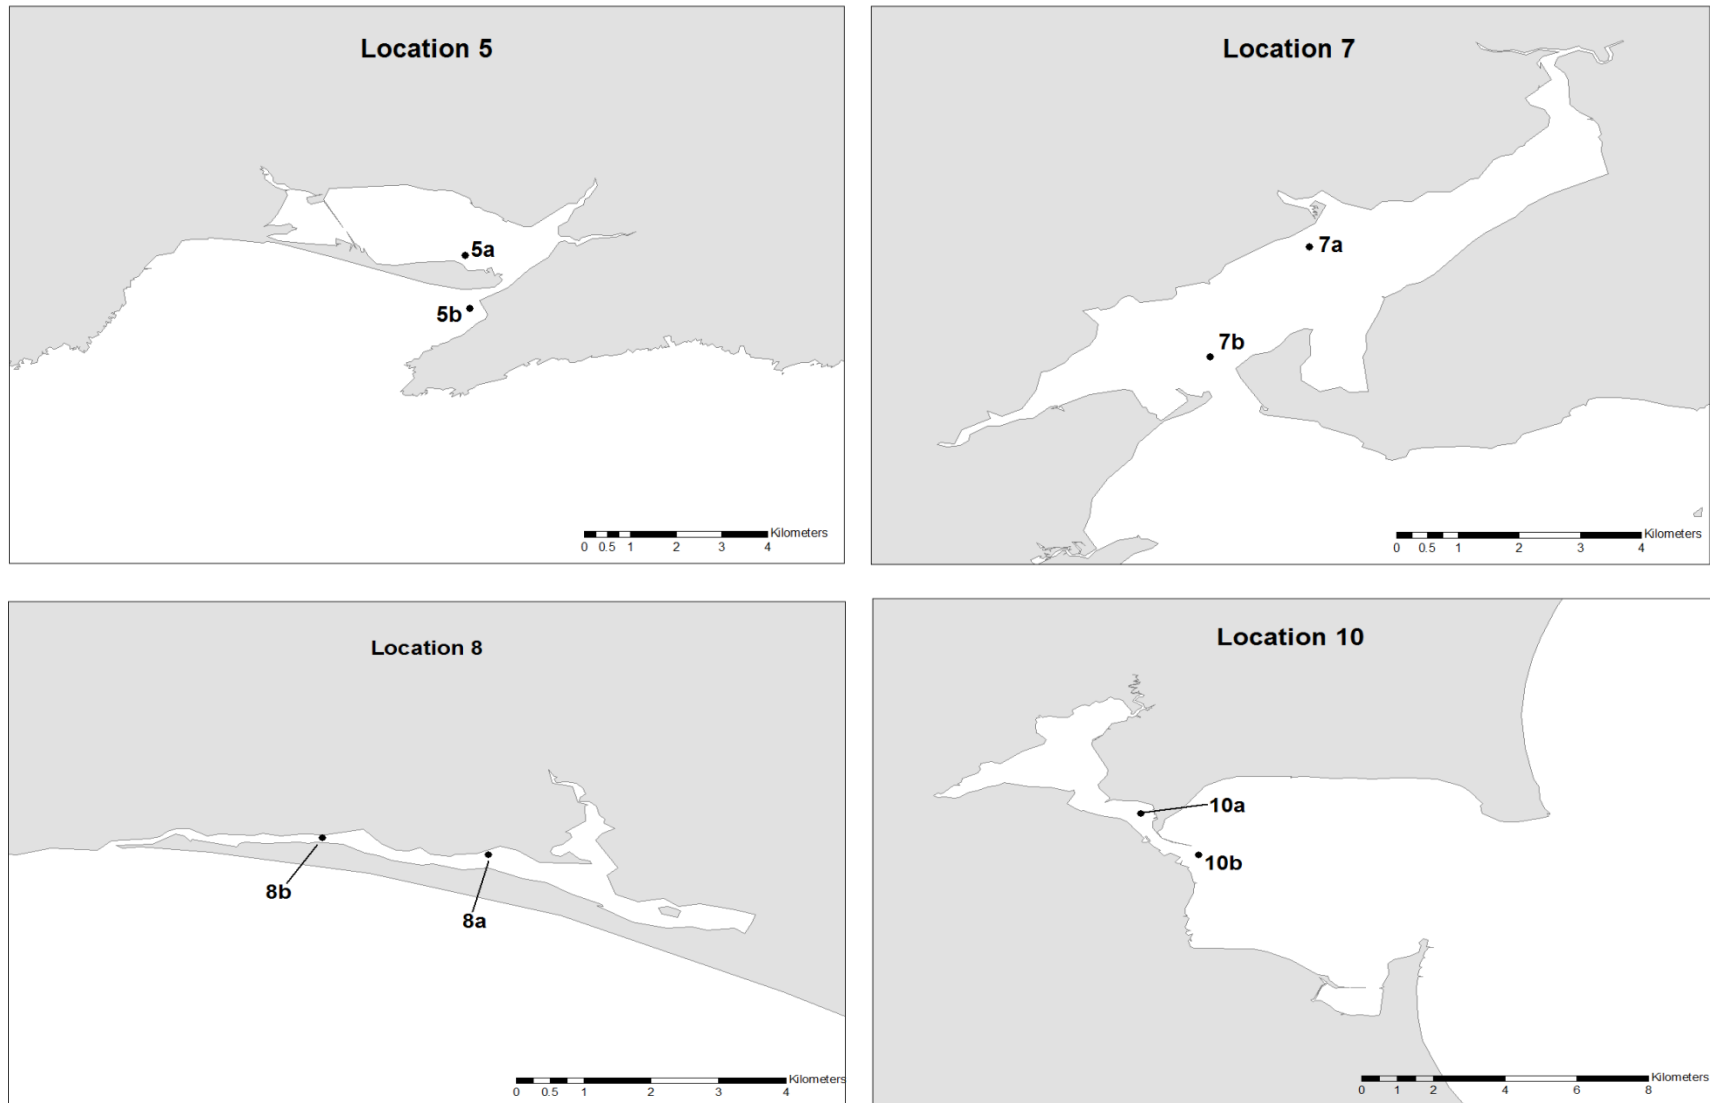 Location 5
5a
5b
Kilometers
0 0.5 1 2 3 4
Location 7
7a
7b
Kilometers
0 0.5 1 2 3 4
Location 8
8b
8a
Kilometers
0 0.5 1 2 3 4
Location 10
10a
10b
Kilometers
0 1 2 4 6 8